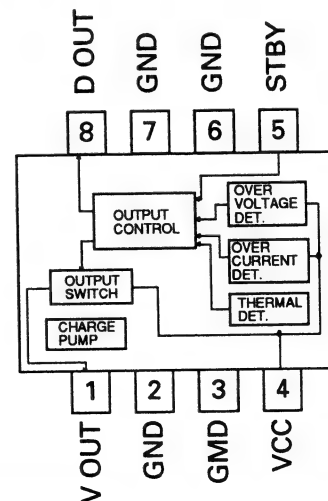 D OUT
GND
GND
STBY
8
7
6
5
OUTPUT
CONTROL
OVER
VOLTAGE
DET.
OVER
CURRENT
DET.
OUTPUT
SWITCH
THERMAL
DET.
CHARGE
PUMP
1
2
3
4
V OUT
GND
GMD
VCC